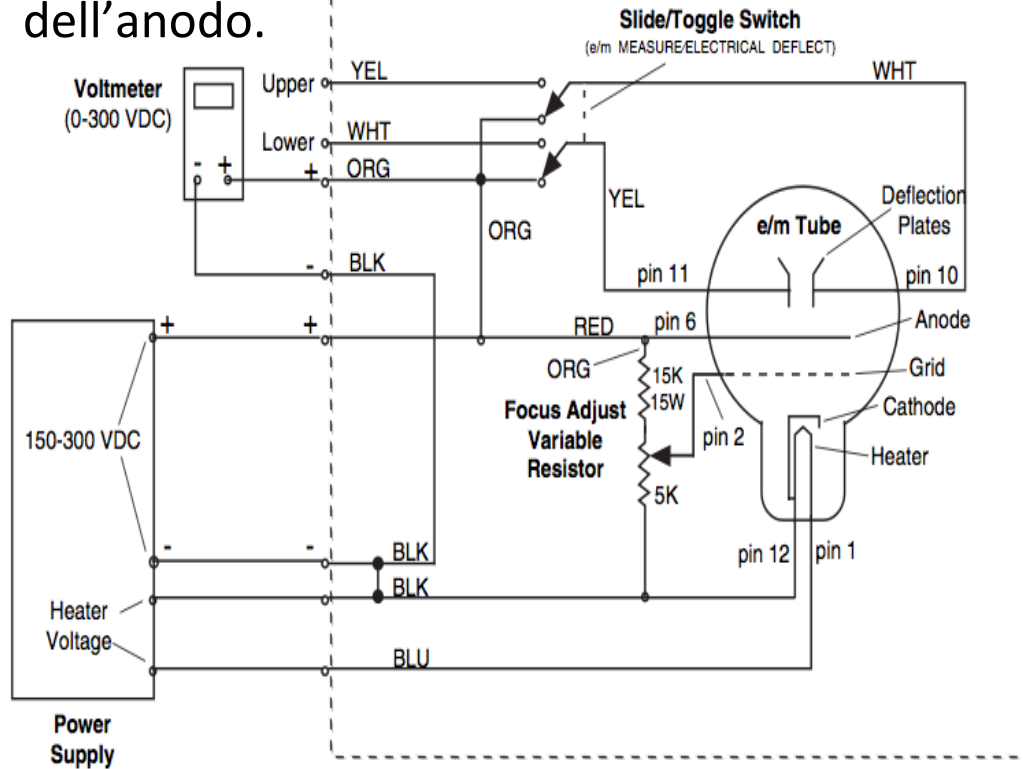 dell’anodo.
Slide/Toggle Switch
(e/m MEASURE/ELECTRICAL DEFLECT)
Voltmeter
(0-300 VDC)
Upper
YEL
WHT
Lower
WHT
- +
+
ORG
YEL
ORG
Deflection
Plates
e/m Tube
-
BLK
pin 11
pin 10
+
+
RED
pin 6
Anode
ORG
15K
15W
Grid
Focus Adjust
Variable
Resistor
Cathode
pin 2
150-300 VDC
Heater
5K
-
-
BLK
pin 12
pin 1
BLK
Heater
Voltage
BLU
Power
Supply